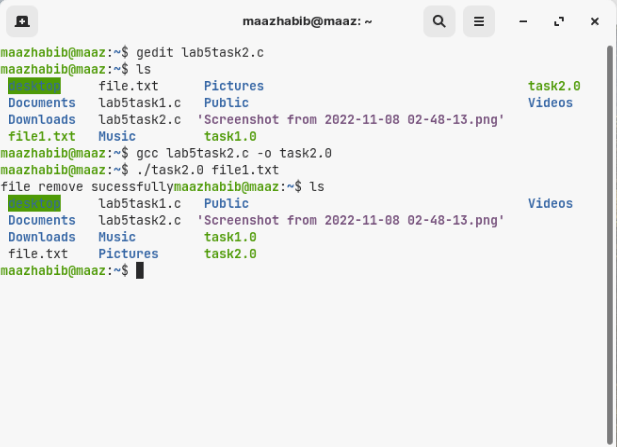 maazhabib@maaz: ~
maazhabib@maaz:~$ gedit lab5task2.c
maazhabib@maaz:~$ ls
desktop file.txt Pictures task2.0
Documents lab5task1.c Public Videos
Downloads lab5task2.c 'Screenshot from 2022-11-08 02-48-13.png'
file1.txt Music task1.0
maazhabib@maaz:~$ gcc lab5task2.c -o task2.0
maazhabib@maaz:~$ ./task2.0 file1.txt
file remove sucessfullymaazhabib@maaz:~$ ls
desktop lab5task1.c Public Videos
Documents lab5task2.c 'Screenshot from 2022-11-08 02-48-13.png'
Downloads Music task1.0
file.txt Pictures task2.0
maazhabib@maaz:~$